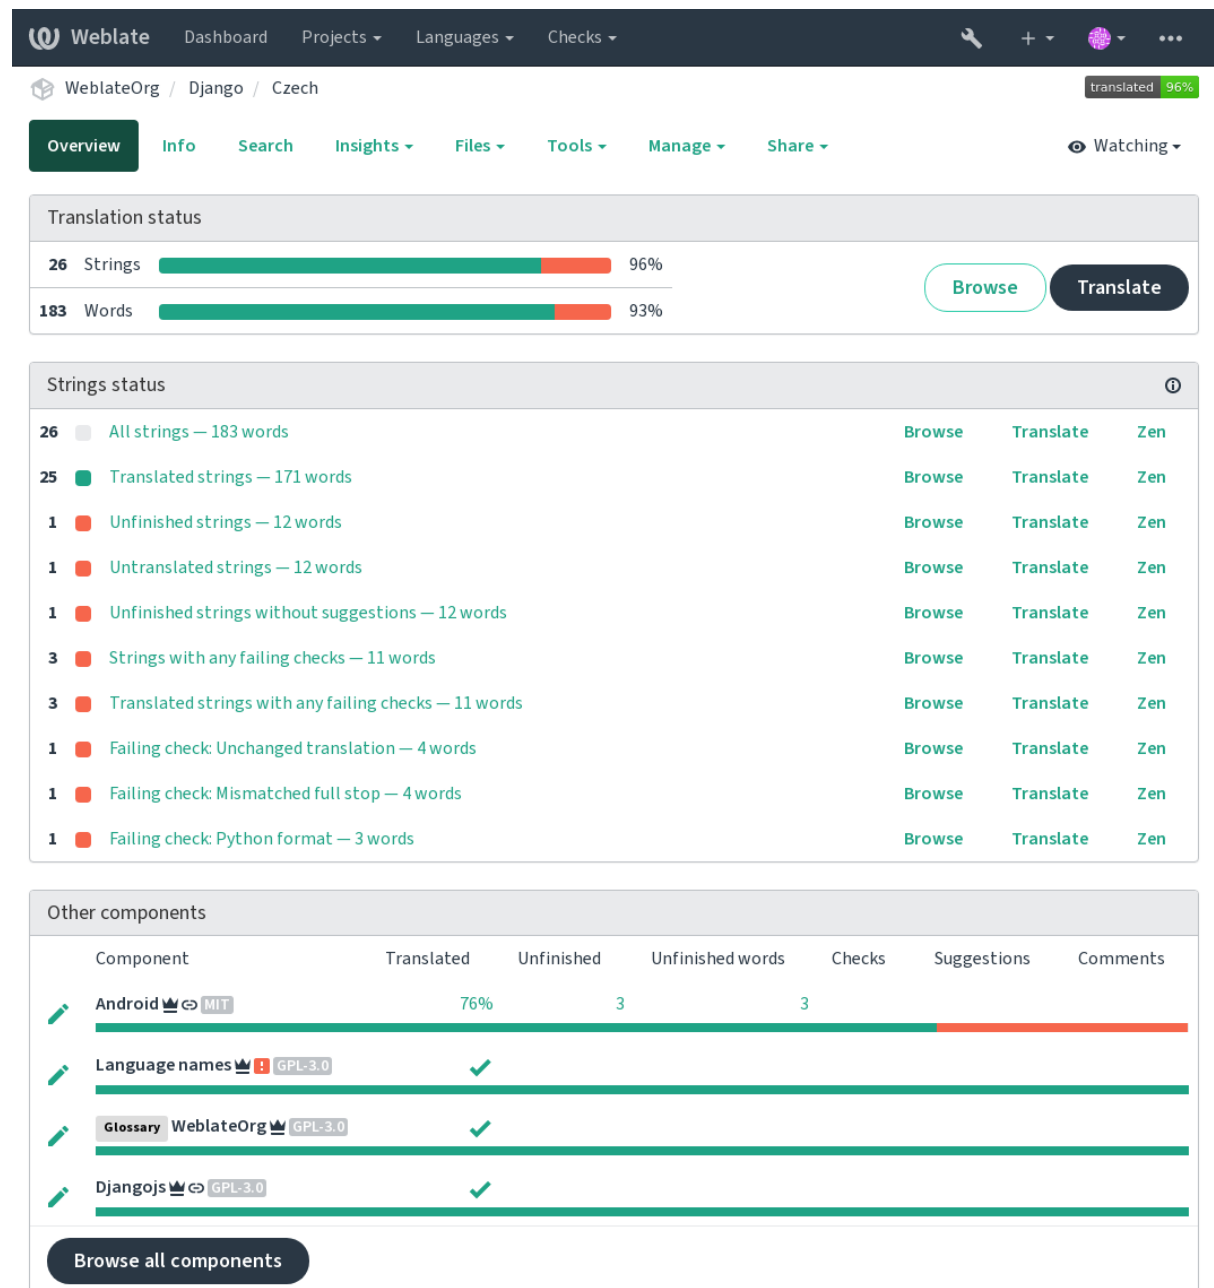 Weblate Dashboard Projects Languages Checks
WeblateOrg / Django / Czech translated 96%
Overview Info Search Insights Files Tools Manage Share Watching
Translation status
26 Strings 96%
183 Words 93%
Browse Translate
Strings status
26 All strings — 183 words Browse Translate Zen
25 Translated strings — 171 words Browse Translate Zen
1 Unfinished strings — 12 words Browse Translate Zen
1 Untranslated strings — 12 words Browse Translate Zen
1 Unfinished strings without suggestions — 12 words Browse Translate Zen
3 Strings with any failing checks — 11 words Browse Translate Zen
3 Translated strings with any failing checks — 11 words Browse Translate Zen
1 Failing check: Unchanged translation — 4 words Browse Translate Zen
1 Failing check: Mismatched full stop — 4 words Browse Translate Zen
1 Failing check: Python format — 3 words Browse Translate Zen
Other components
Component Translated Unfinished Unfinished words Checks Suggestions Comments
Android MIT 76% 3 3
Language names GPL-3.0
Glossary WeblateOrg GPL-3.0
Djangojs GPL-3.0
Browse all components